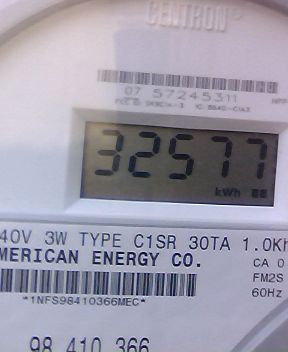 CENTRON®
07 57245311
32577
kWh
40V 3W TYPE C1SR 30TA 1.0Kh
MERICAN ENERGY CO.
CA 0
FM2S
60Hz
*1NFS98410366MEC*
98 410 366